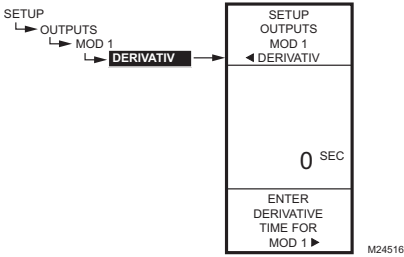 SETUP
OUTPUTS
MOD 1
DERIVATIV
SETUP
OUTPUTS
MOD 1
◀ DERIVATIV
0 SEC
ENTER
DERIVATIVE
TIME FOR
MOD 1 ▶
M24516